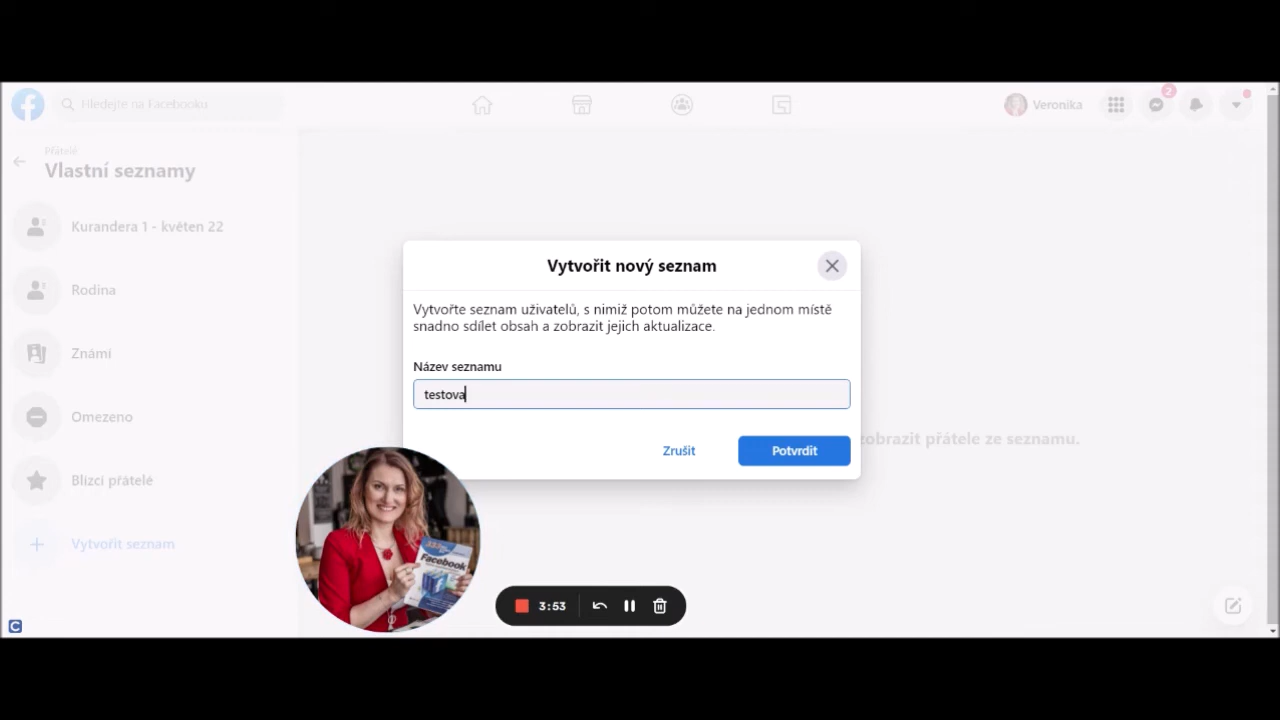 Hledejte na Facebooku
Veronika
2
Přátelé
Vlastní seznamy
Kurandera 1 - květen 22
Rodina
Známí
Omezeno
Blízcí přátelé
Vytvořit seznam
Vytvořit nový seznam
Vytvořte seznam uživatelů, s nimiž potom můžete na jednom místě
snadno sdílet obsah a zobrazit jejich aktualizace.
Název seznamu
testova
Zrušit
Potvrdit
zobrazit přátele ze seznamu.
Facebook
3:53